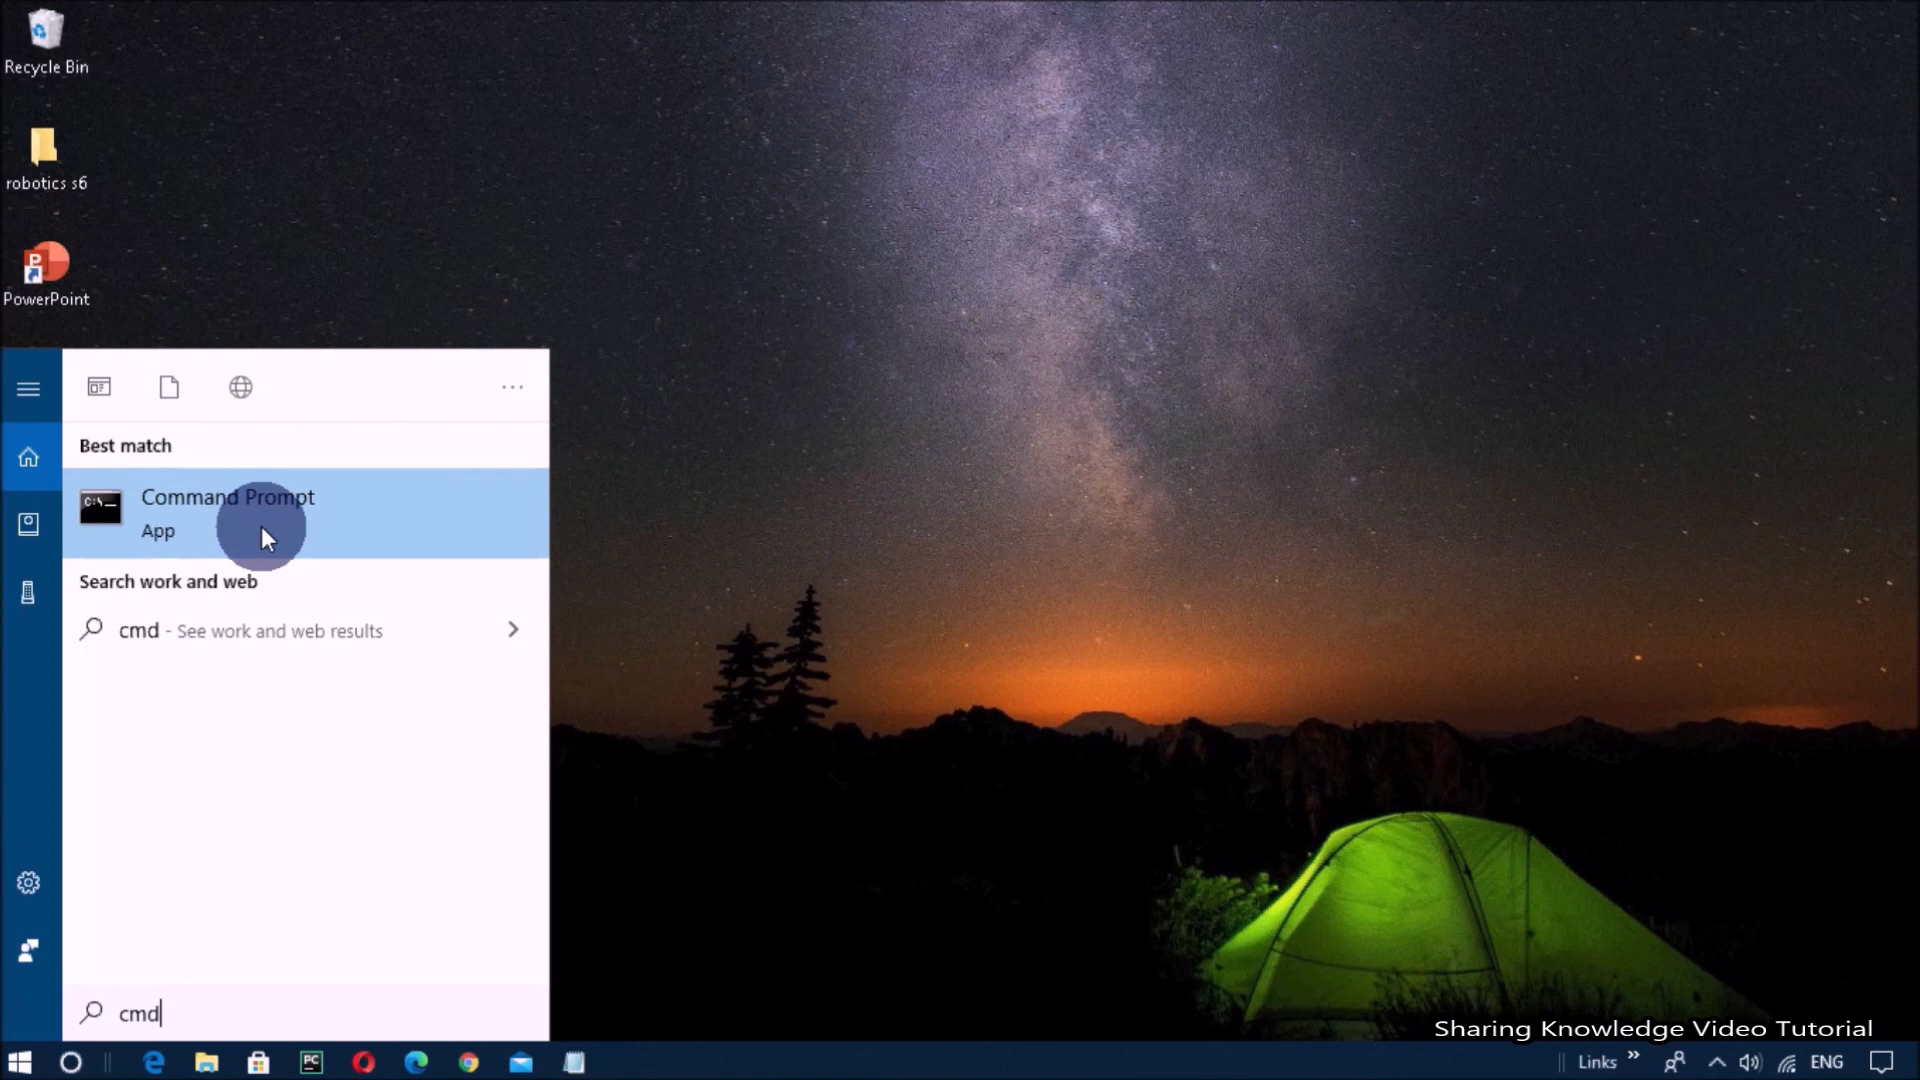 Recycle Bin
robotics s6
PowerPoint
Best match
Command Prompt
App
Search work and web
cmd - See work and web results
cmd
Sharing Knowledge Video Tutorial
Links
ENG